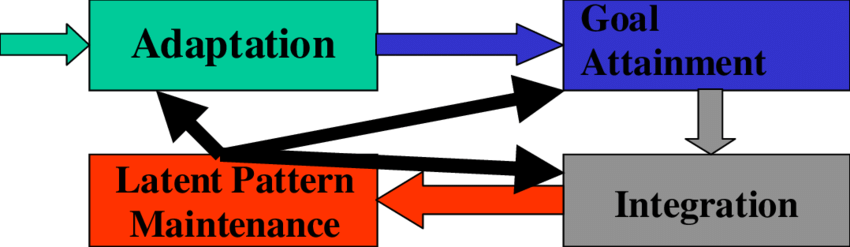 Adaptation
Goal
Attainment
Latent Pattern
Maintenance
Integration